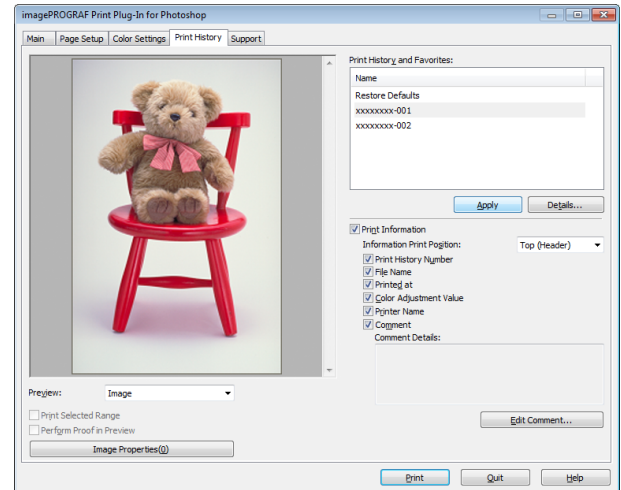 imagePROGRAF Print Plug-In for Photoshop
Main Page Setup Color Settings Print History Support
Print History and Favorites:
Name
Restore Defaults
xxxxxxxx-001
xxxxxxxx-002
Apply Details...
Print Information
Information Print Position: Top (Header)
Print History Number
File Name
Printed at
Color Adjustment Value
Printer Name
Comment
Comment Details:
Preview: Image
Print Selected Range
Perform Proof in Preview
Edit Comment...
Image Properties(0)
Print Quit Help